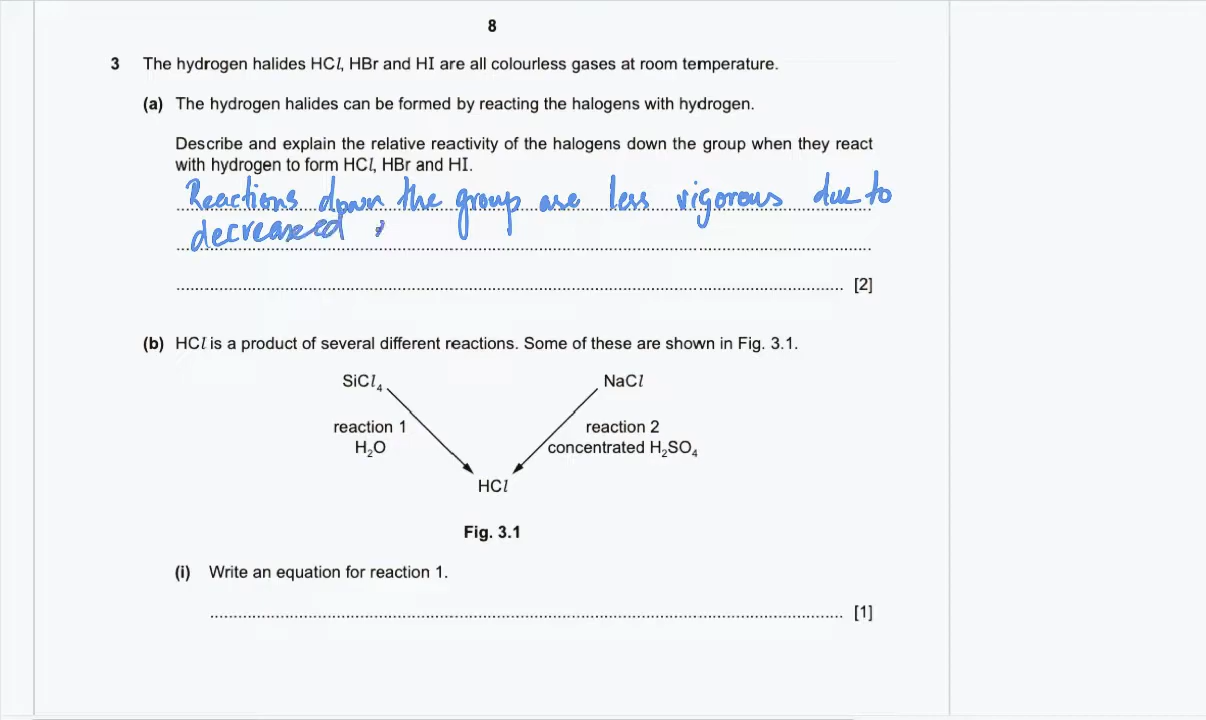 8
3 The hydrogen halides HCl, HBr and HI are all colourless gases at room temperature.
(a) The hydrogen halides can be formed by reacting the halogens with hydrogen.
Describe and explain the relative reactivity of the halogens down the group when they react
with hydrogen to form HCl, HBr and HI.
Reactions down the group are less vigorous due to
decreased
[2]
(b) HCl is a product of several different reactions. Some of these are shown in Fig. 3.1.
SiCl₄ NaCl
reaction 1 reaction 2
H₂O concentrated H₂SO₄
HCl
Fig. 3.1
(i) Write an equation for reaction 1.
[1]